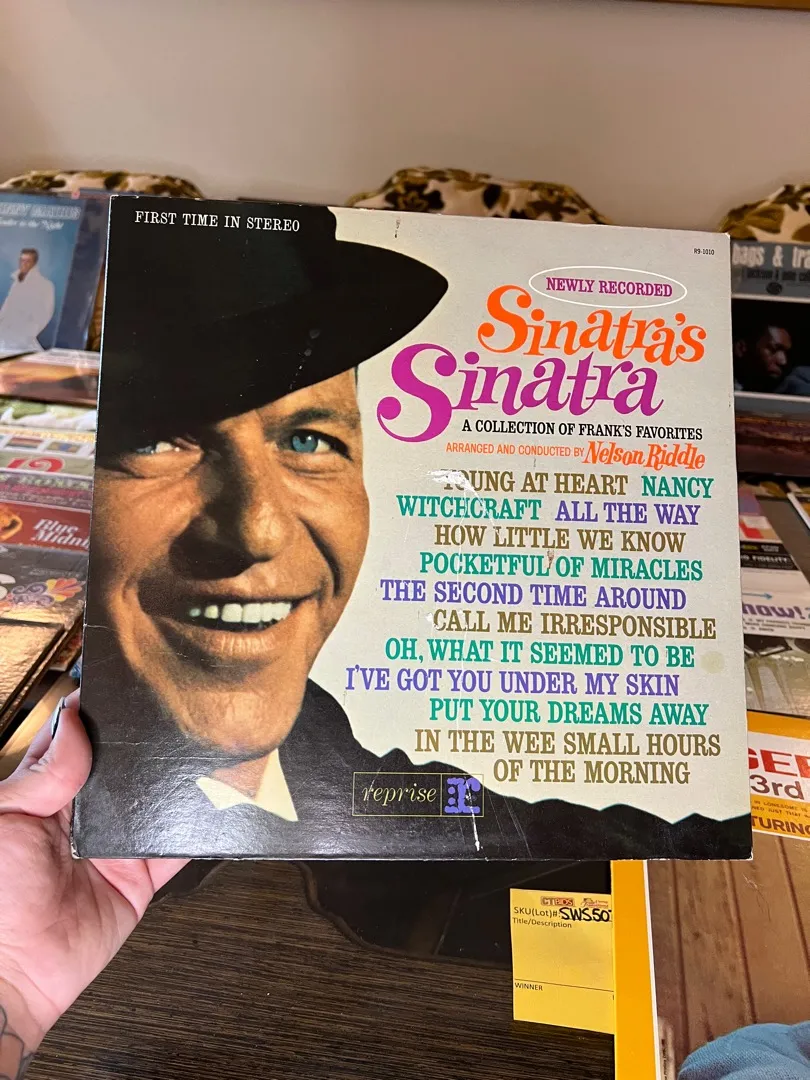 FIRST TIME IN STEREO
R9-1010
NEWLY RECORDED
Sinatra's
Sinatra
A COLLECTION OF FRANK'S FAVORITES
ARRANGED AND CONDUCTED BY Nelson Riddle
YOUNG AT HEART NANCY
WITCHCRAFT ALL THE WAY
HOW LITTLE WE KNOW
POCKETFUL OF MIRACLES
THE SECOND TIME AROUND
CALL ME IRRESPONSIBLE
OH, WHAT IT SEEMED TO BE
I'VE GOT YOU UNDER MY SKIN
PUT YOUR DREAMS AWAY
IN THE WEE SMALL HOURS
OF THE MORNING
reprise
bags &
Blue
3rd
SKU(Lot)# SWS50
Title/Description
WINNER